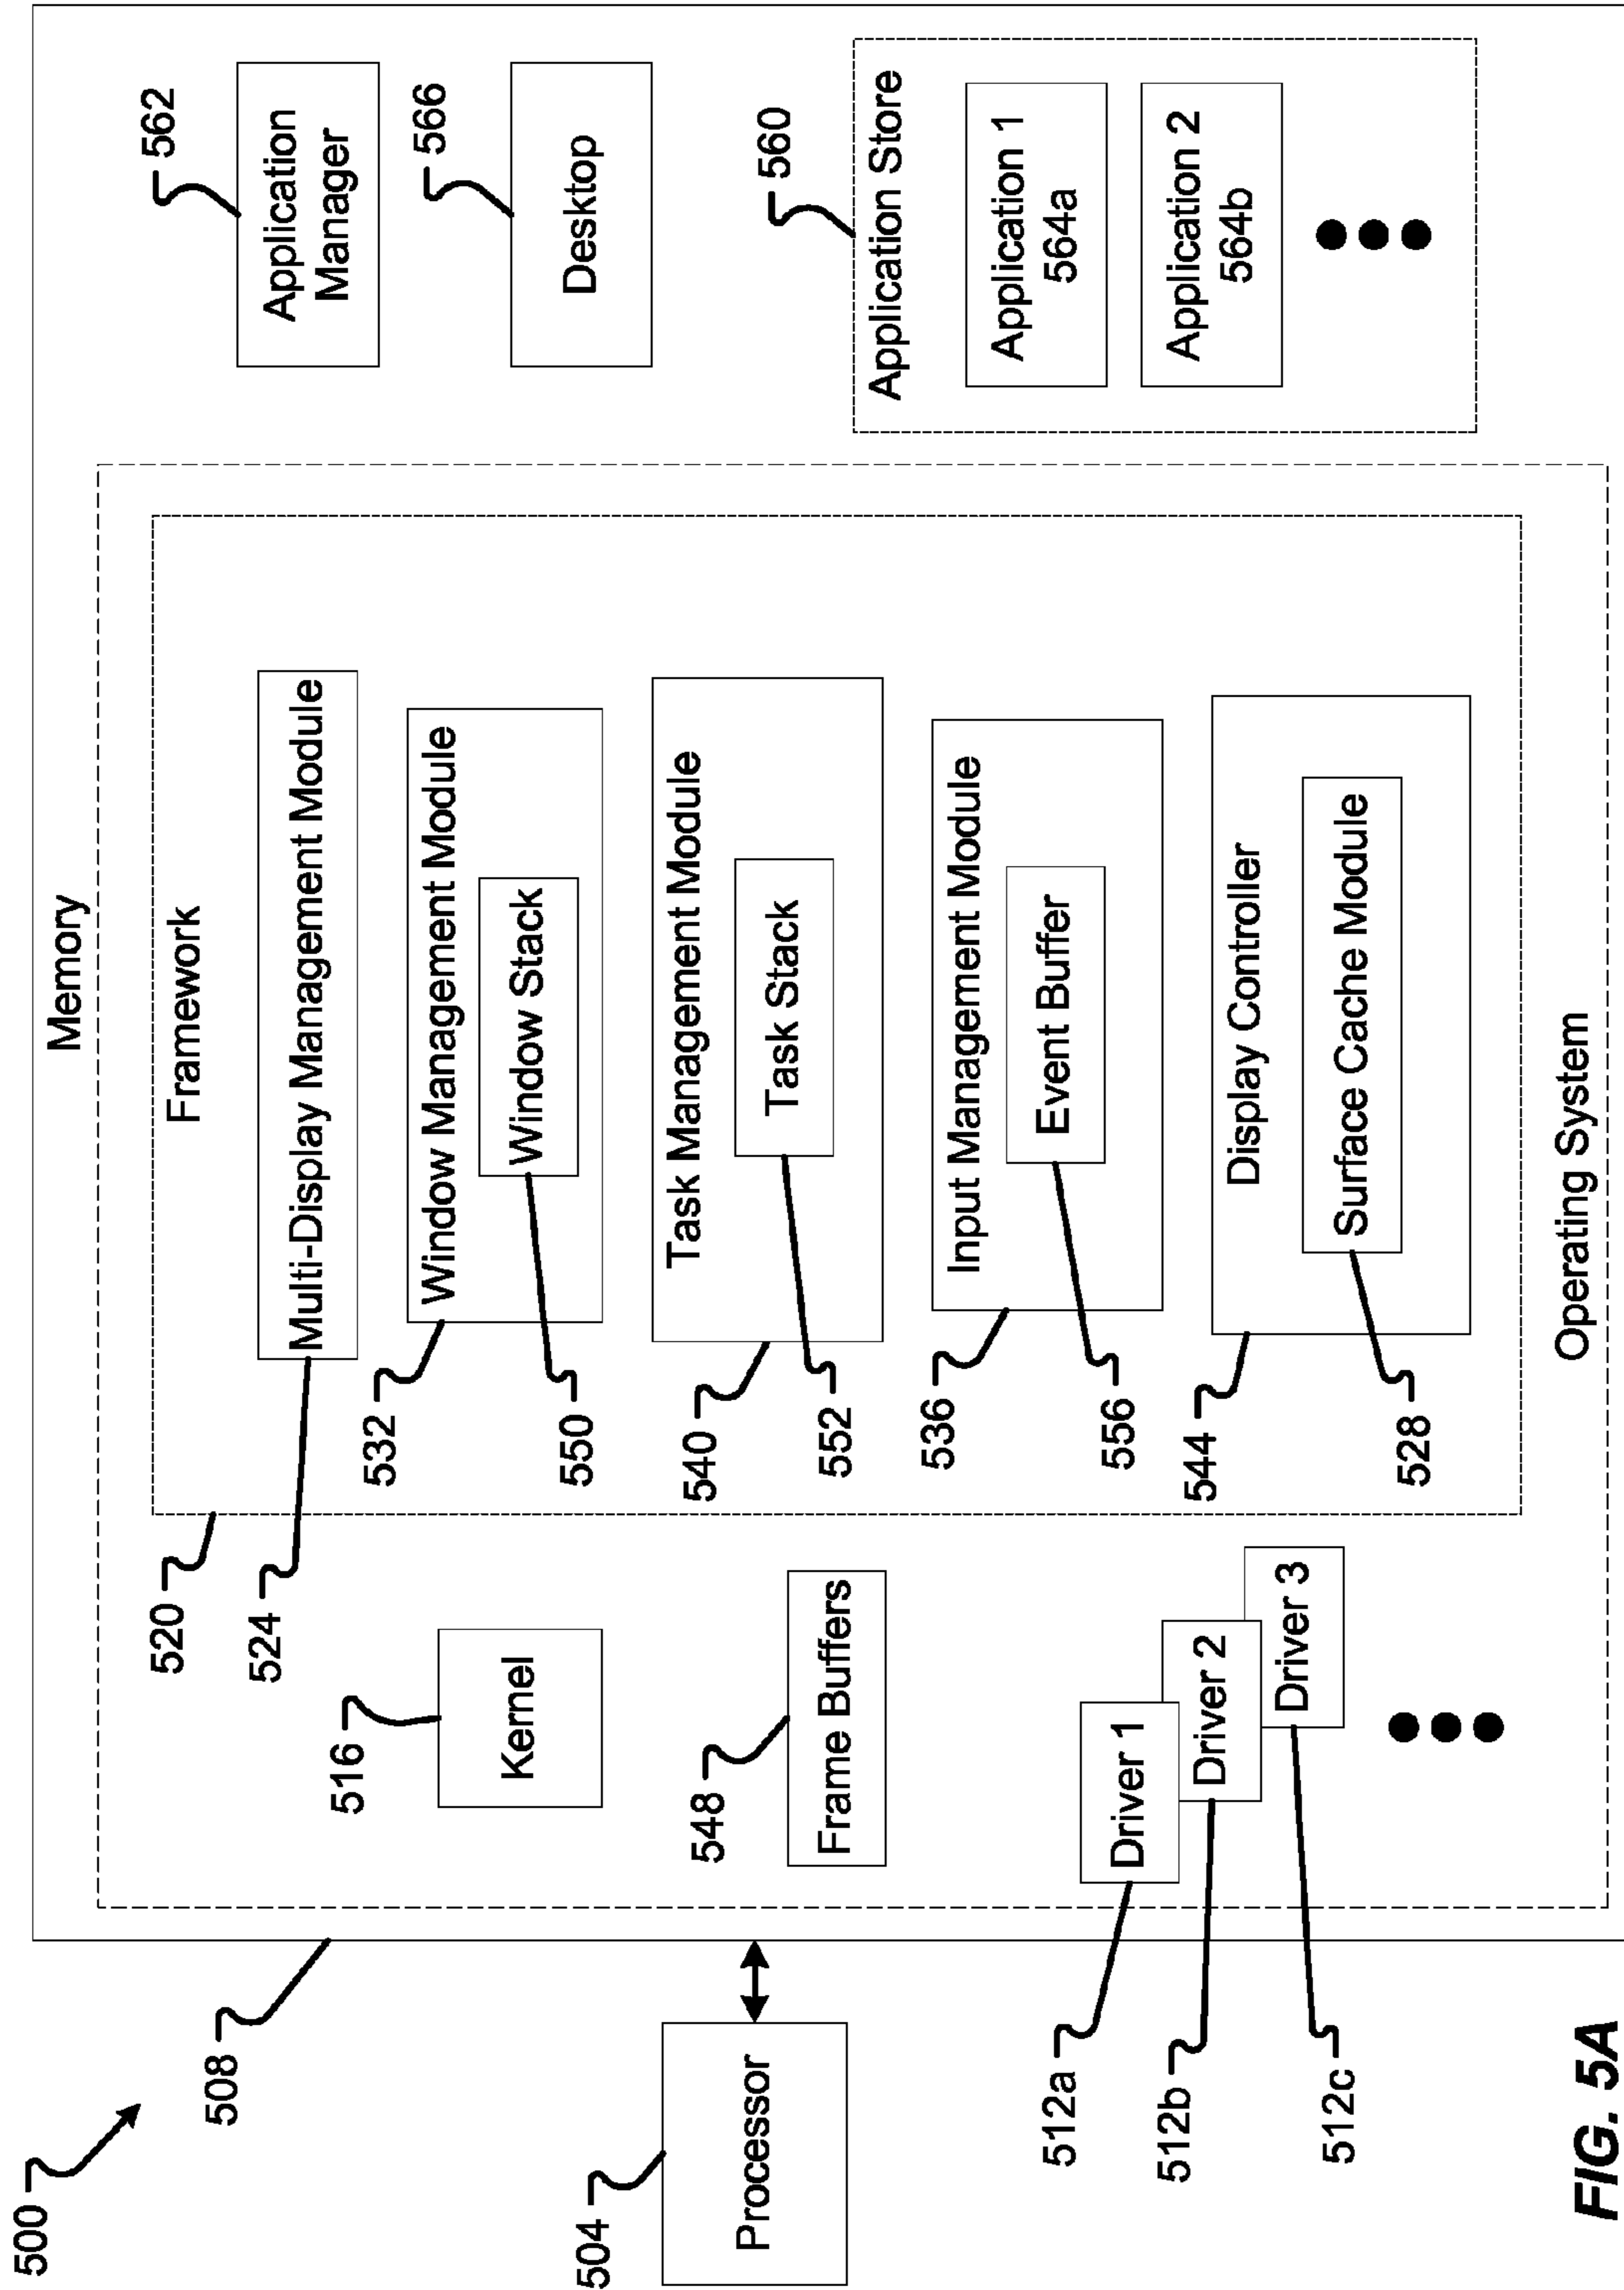 500
508
Memory
504
Processor
Operating System
516
Kernel
548
Frame Buffers
512a
Driver 1
512b
Driver 2
512c
Driver 3
520
Framework
524
Multi-Display Management Module
532
Window Management Module
550
Window Stack
540
Task Management Module
552
Task Stack
536
Input Management Module
556
Event Buffer
544
Display Controller
528
Surface Cache Module
562
Application
Manager
566
Desktop
560
Application Store
Application 1
564a
Application 2
564b
FIG. 5A